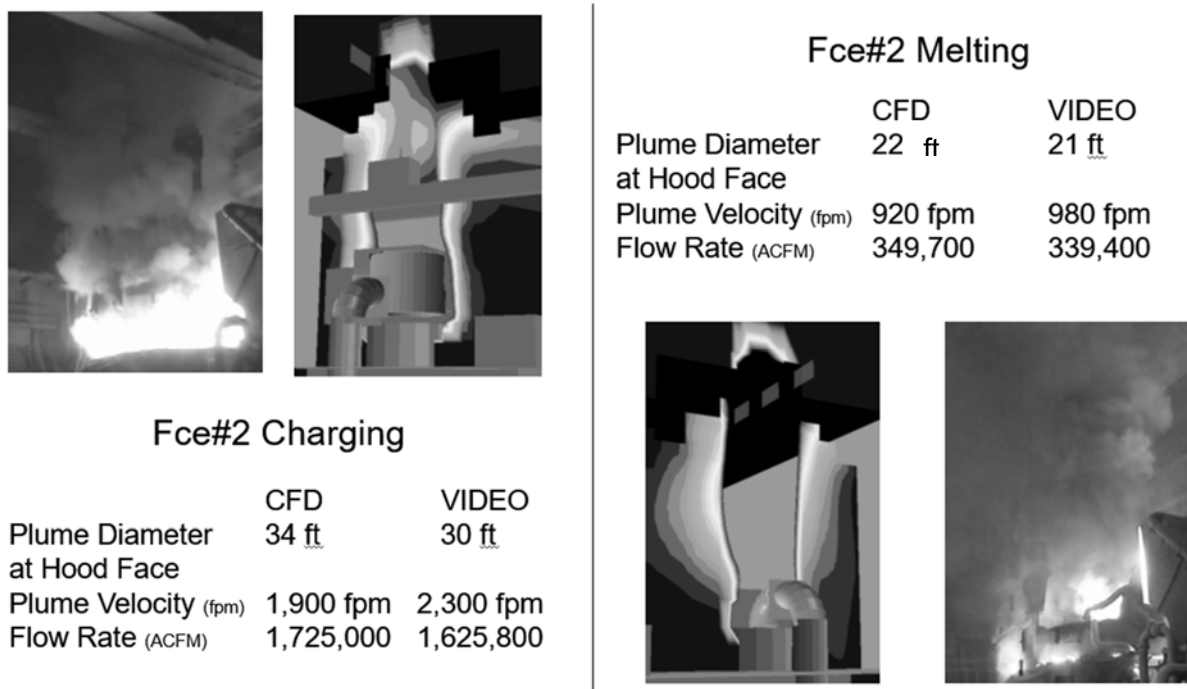 Fce#2 Charging
CFD VIDEO
Plume Diameter 34 ft 30 ft
at Hood Face
Plume Velocity (fpm) 1,900 fpm 2,300 fpm
Flow Rate (ACFM) 1,725,000 1,625,800
Fce#2 Melting
CFD VIDEO
Plume Diameter 22 ft 21 ft
at Hood Face
Plume Velocity (fpm) 920 fpm 980 fpm
Flow Rate (ACFM) 349,700 339,400